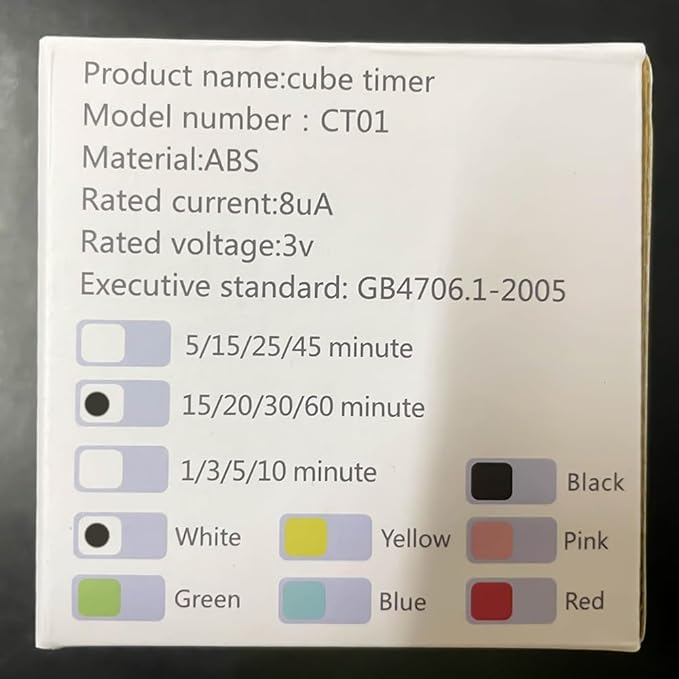 Product name:cube timer
Model number : CT01
Material:ABS
Rated current:8uA
Rated voltage:3v
Executive standard: GB4706.1-2005
5/15/25/45 minute
15/20/30/60 minute
1/3/5/10 minute
Black
White Yellow Pink
Green Blue Red